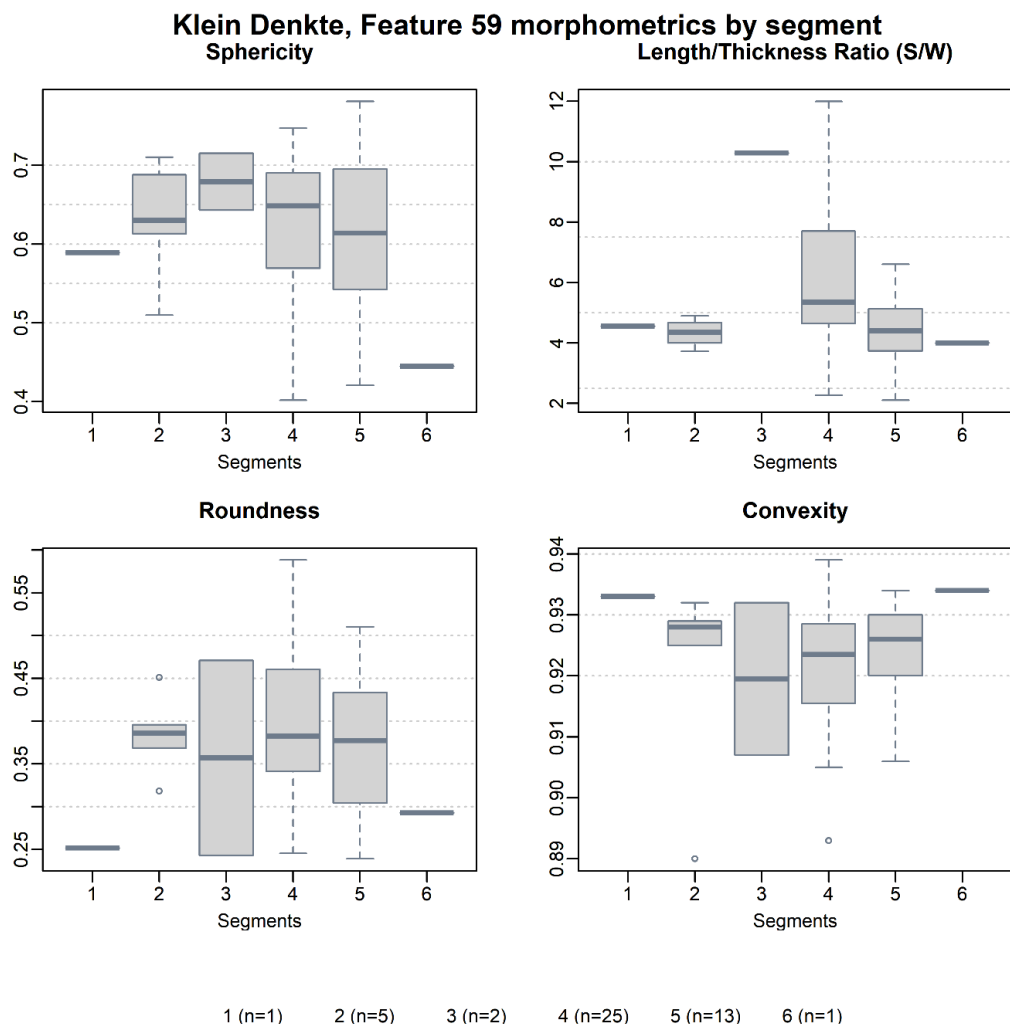 Klein Denkte, Feature 59 morphometrics by segment
Sphericity
0.7
0.6
0.5
0.4
1 2 3 4 5 6
Segments
Length/Thickness Ratio (S/W)
12
10
8
6
4
2
1 2 3 4 5 6
Segments
Roundness
0.55
0.45
0.35
0.25
1 2 3 4 5 6
Segments
Convexity
0.94
0.93
0.92
0.91
0.90
0.89
1 2 3 4 5 6
Segments
1 (n=1) 2 (n=5) 3 (n=2) 4 (n=25) 5 (n=13) 6 (n=1)